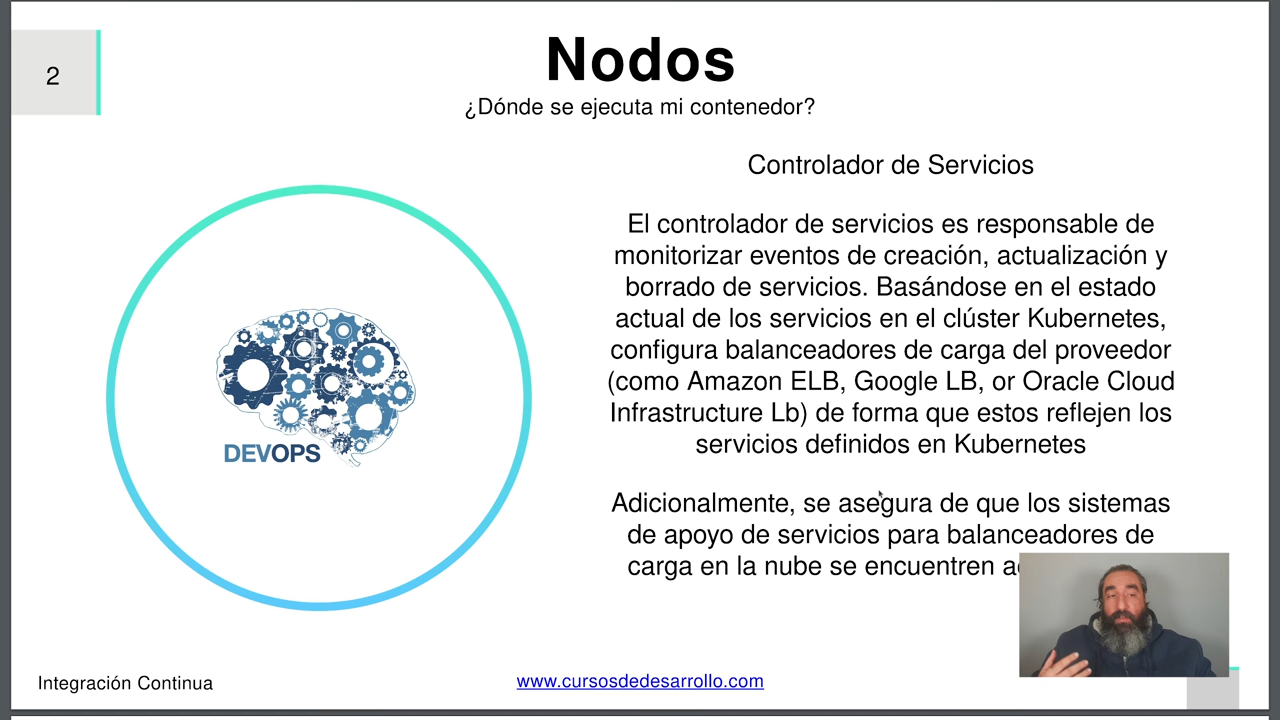 2
Nodos
¿Dónde se ejecuta mi contenedor?
Controlador de Servicios
El controlador de servicios es responsable de
monitorizar eventos de creación, actualización y
borrado de servicios. Basándose en el estado
actual de los servicios en el clúster Kubernetes,
configura balanceadores de carga del proveedor
(como Amazon ELB, Google LB, or Oracle Cloud
Infrastructure Lb) de forma que estos reflejen los
servicios definidos en Kubernetes
Adicionalmente, se asegura de que los sistemas
de apoyo de servicios para balanceadores de
carga en la nube se encuentren
DEVOPS
Integración Continua
www.cursosdedesarrollo.com